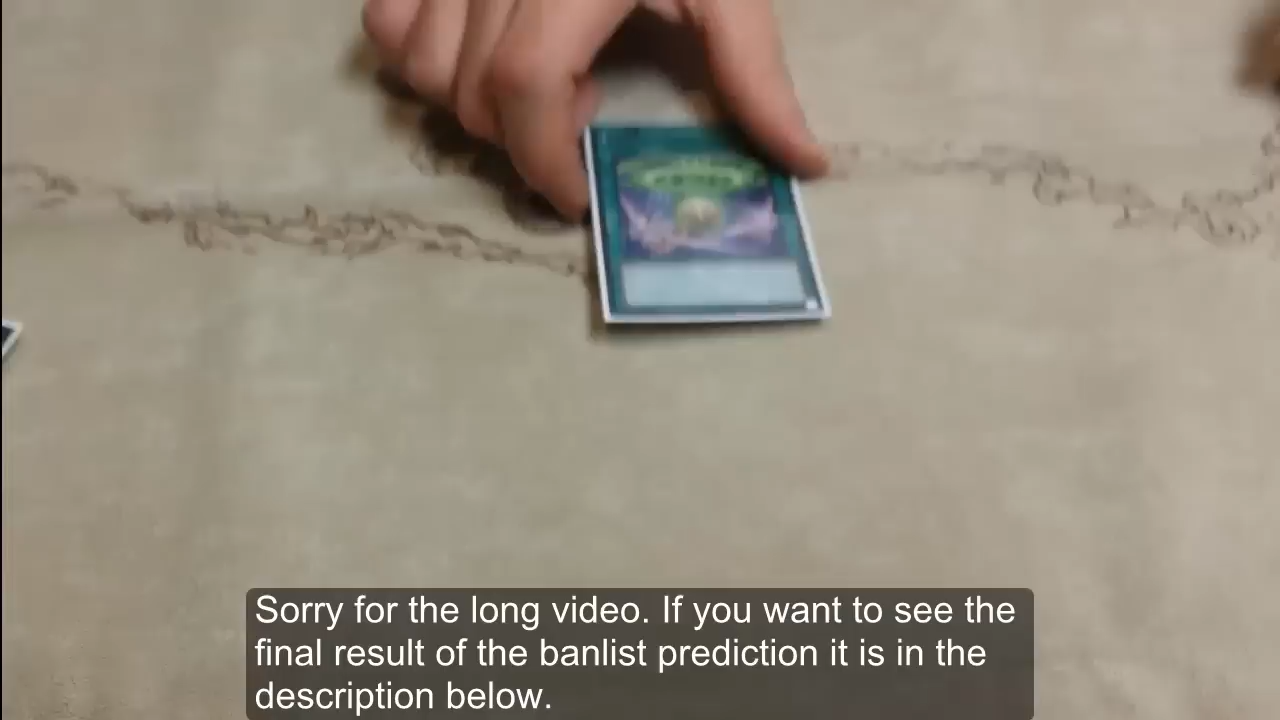 Sorry for the long video. If you want to see the
final result of the banlist prediction it is in the
description below.